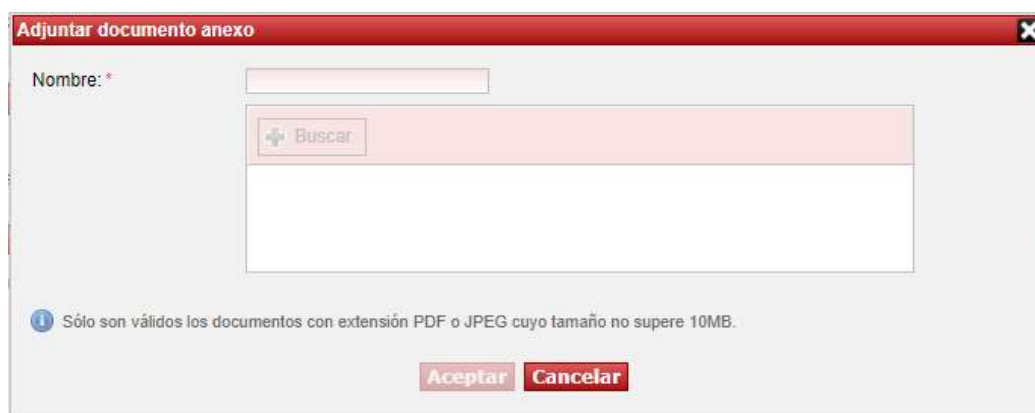 Adjuntar documento anexo
Nombre: *
Buscar
Sólo son válidos los documentos con extensión PDF o JPEG cuyo tamaño no supere 10MB.
Aceptar Cancelar